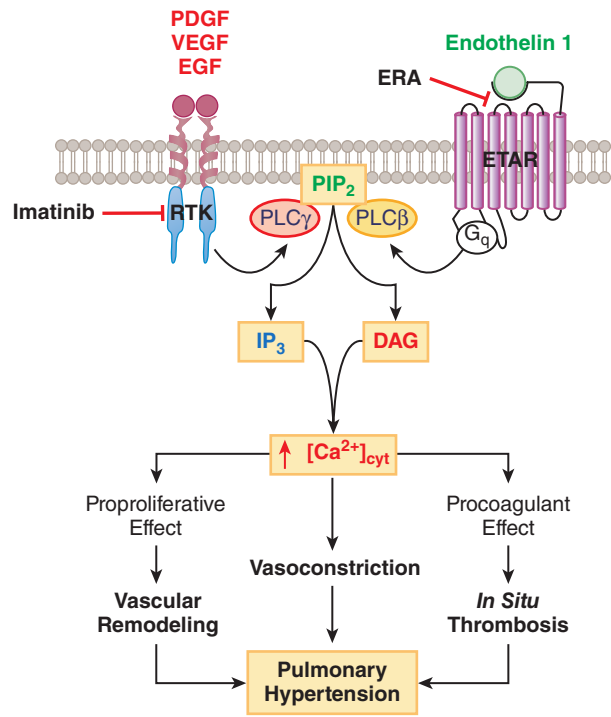 PDGF
VEGF
EGF
Endothelin 1
ERA
ETAR
PIP₂
Imatinib
RTK
PLCγ
PLCβ
Gq
IP₃
DAG
↑ [Ca²⁺]cyt
Proproliferative
Effect
Procoagulant
Effect
Vasoconstriction
Vascular
Remodeling
In Situ
Thrombosis
Pulmonary
Hypertension